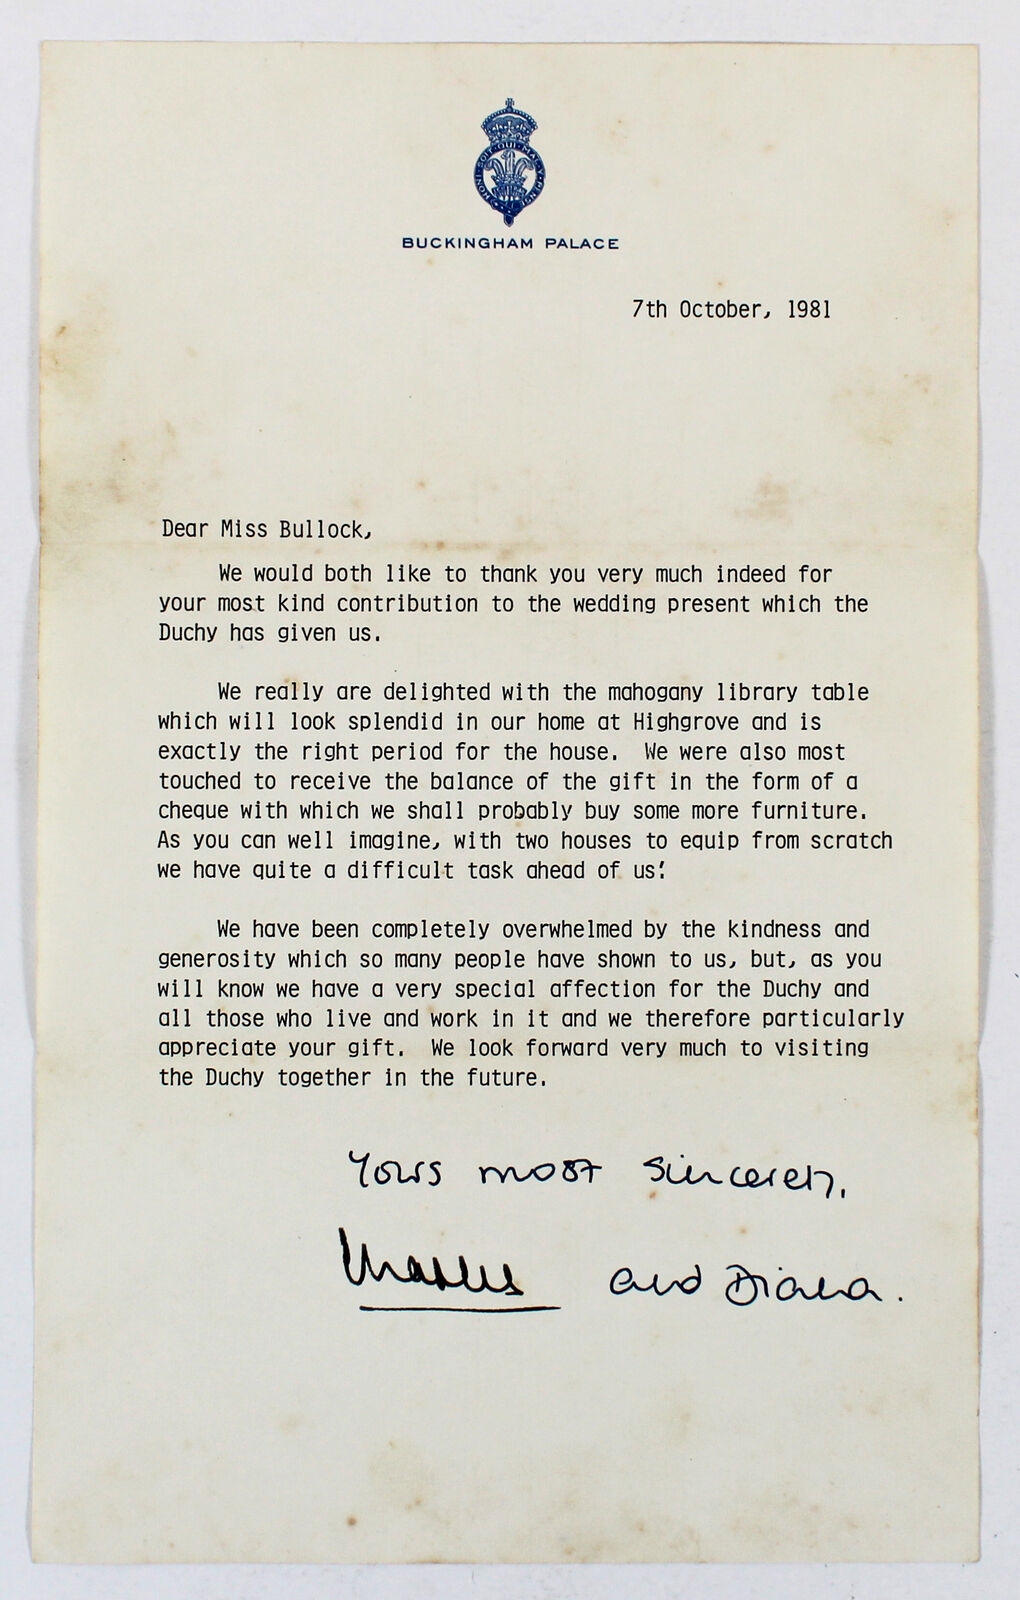 HONI·SOIT·QUI·MAL·Y·PENSE
BUCKINGHAM PALACE
7th October, 1981
Dear Miss Bullock,
We would both like to thank you very much indeed for
your most kind contribution to the wedding present which the
Duchy has given us.
We really are delighted with the mahogany library table
which will look splendid in our home at Highgrove and is
exactly the right period for the house. We were also most
touched to receive the balance of the gift in the form of a
cheque with which we shall probably buy some more furniture.
As you can well imagine, with two houses to equip from scratch
we have quite a difficult task ahead of us!
We have been completely overwhelmed by the kindness and
generosity which so many people have shown to us, but, as you
will know we have a very special affection for the Duchy and
all those who live and work in it and we therefore particularly
appreciate your gift. We look forward very much to visiting
the Duchy together in the future.
Yours most sincerely,
Charles and Diana.